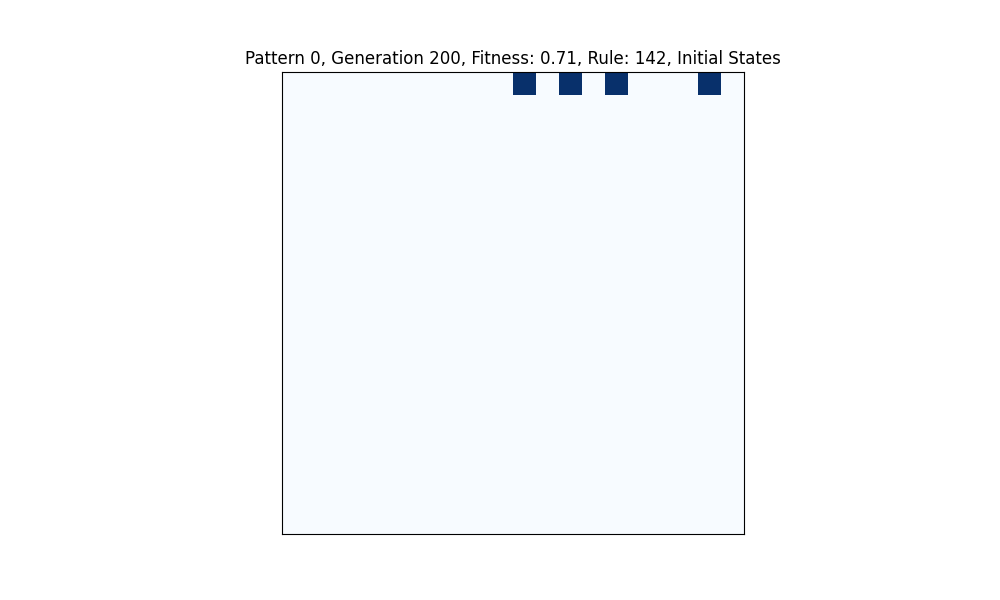 Pattern 0, Generation 200, Fitness: 0.71, Rule: 142, Initial States